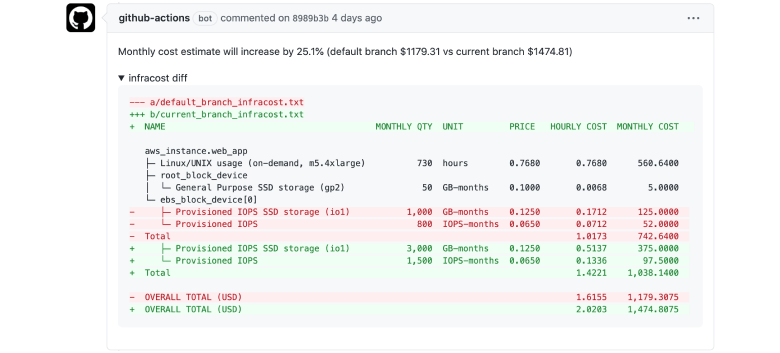 github-actions bot commented on 8989b3b 4 days ago ...
Monthly cost estimate will increase by 25.1% (default branch $1179.31 vs current branch $1474.81)
▼ infracost diff
--- a/default_branch_infracost.txt
+++ b/current_branch_infracost.txt
+ NAME MONTHLY QTY UNIT PRICE HOURLY COST MONTHLY COST
aws_instance.web_app
├─ Linux/UNIX usage (on-demand, m5.4xlarge) 730 hours 0.7680 0.7680 560.6400
├─ root_block_device
│ └─ General Purpose SSD storage (gp2) 50 GB-months 0.1000 0.0068 5.0000
└─ ebs_block_device[0]
- ├─ Provisioned IOPS SSD storage (io1) 1,000 GB-months 0.1250 0.1712 125.0000
- └─ Provisioned IOPS 800 IOPS-months 0.0650 0.0712 52.0000
- Total 1.0173 742.6400
+ ├─ Provisioned IOPS SSD storage (io1) 3,000 GB-months 0.1250 0.5137 375.0000
+ └─ Provisioned IOPS 1,500 IOPS-months 0.0650 0.1336 97.5000
+ Total 1.4221 1,038.1400
- OVERALL TOTAL (USD) 1.6155 1,179.3075
+ OVERALL TOTAL (USD) 2.0203 1,474.8075